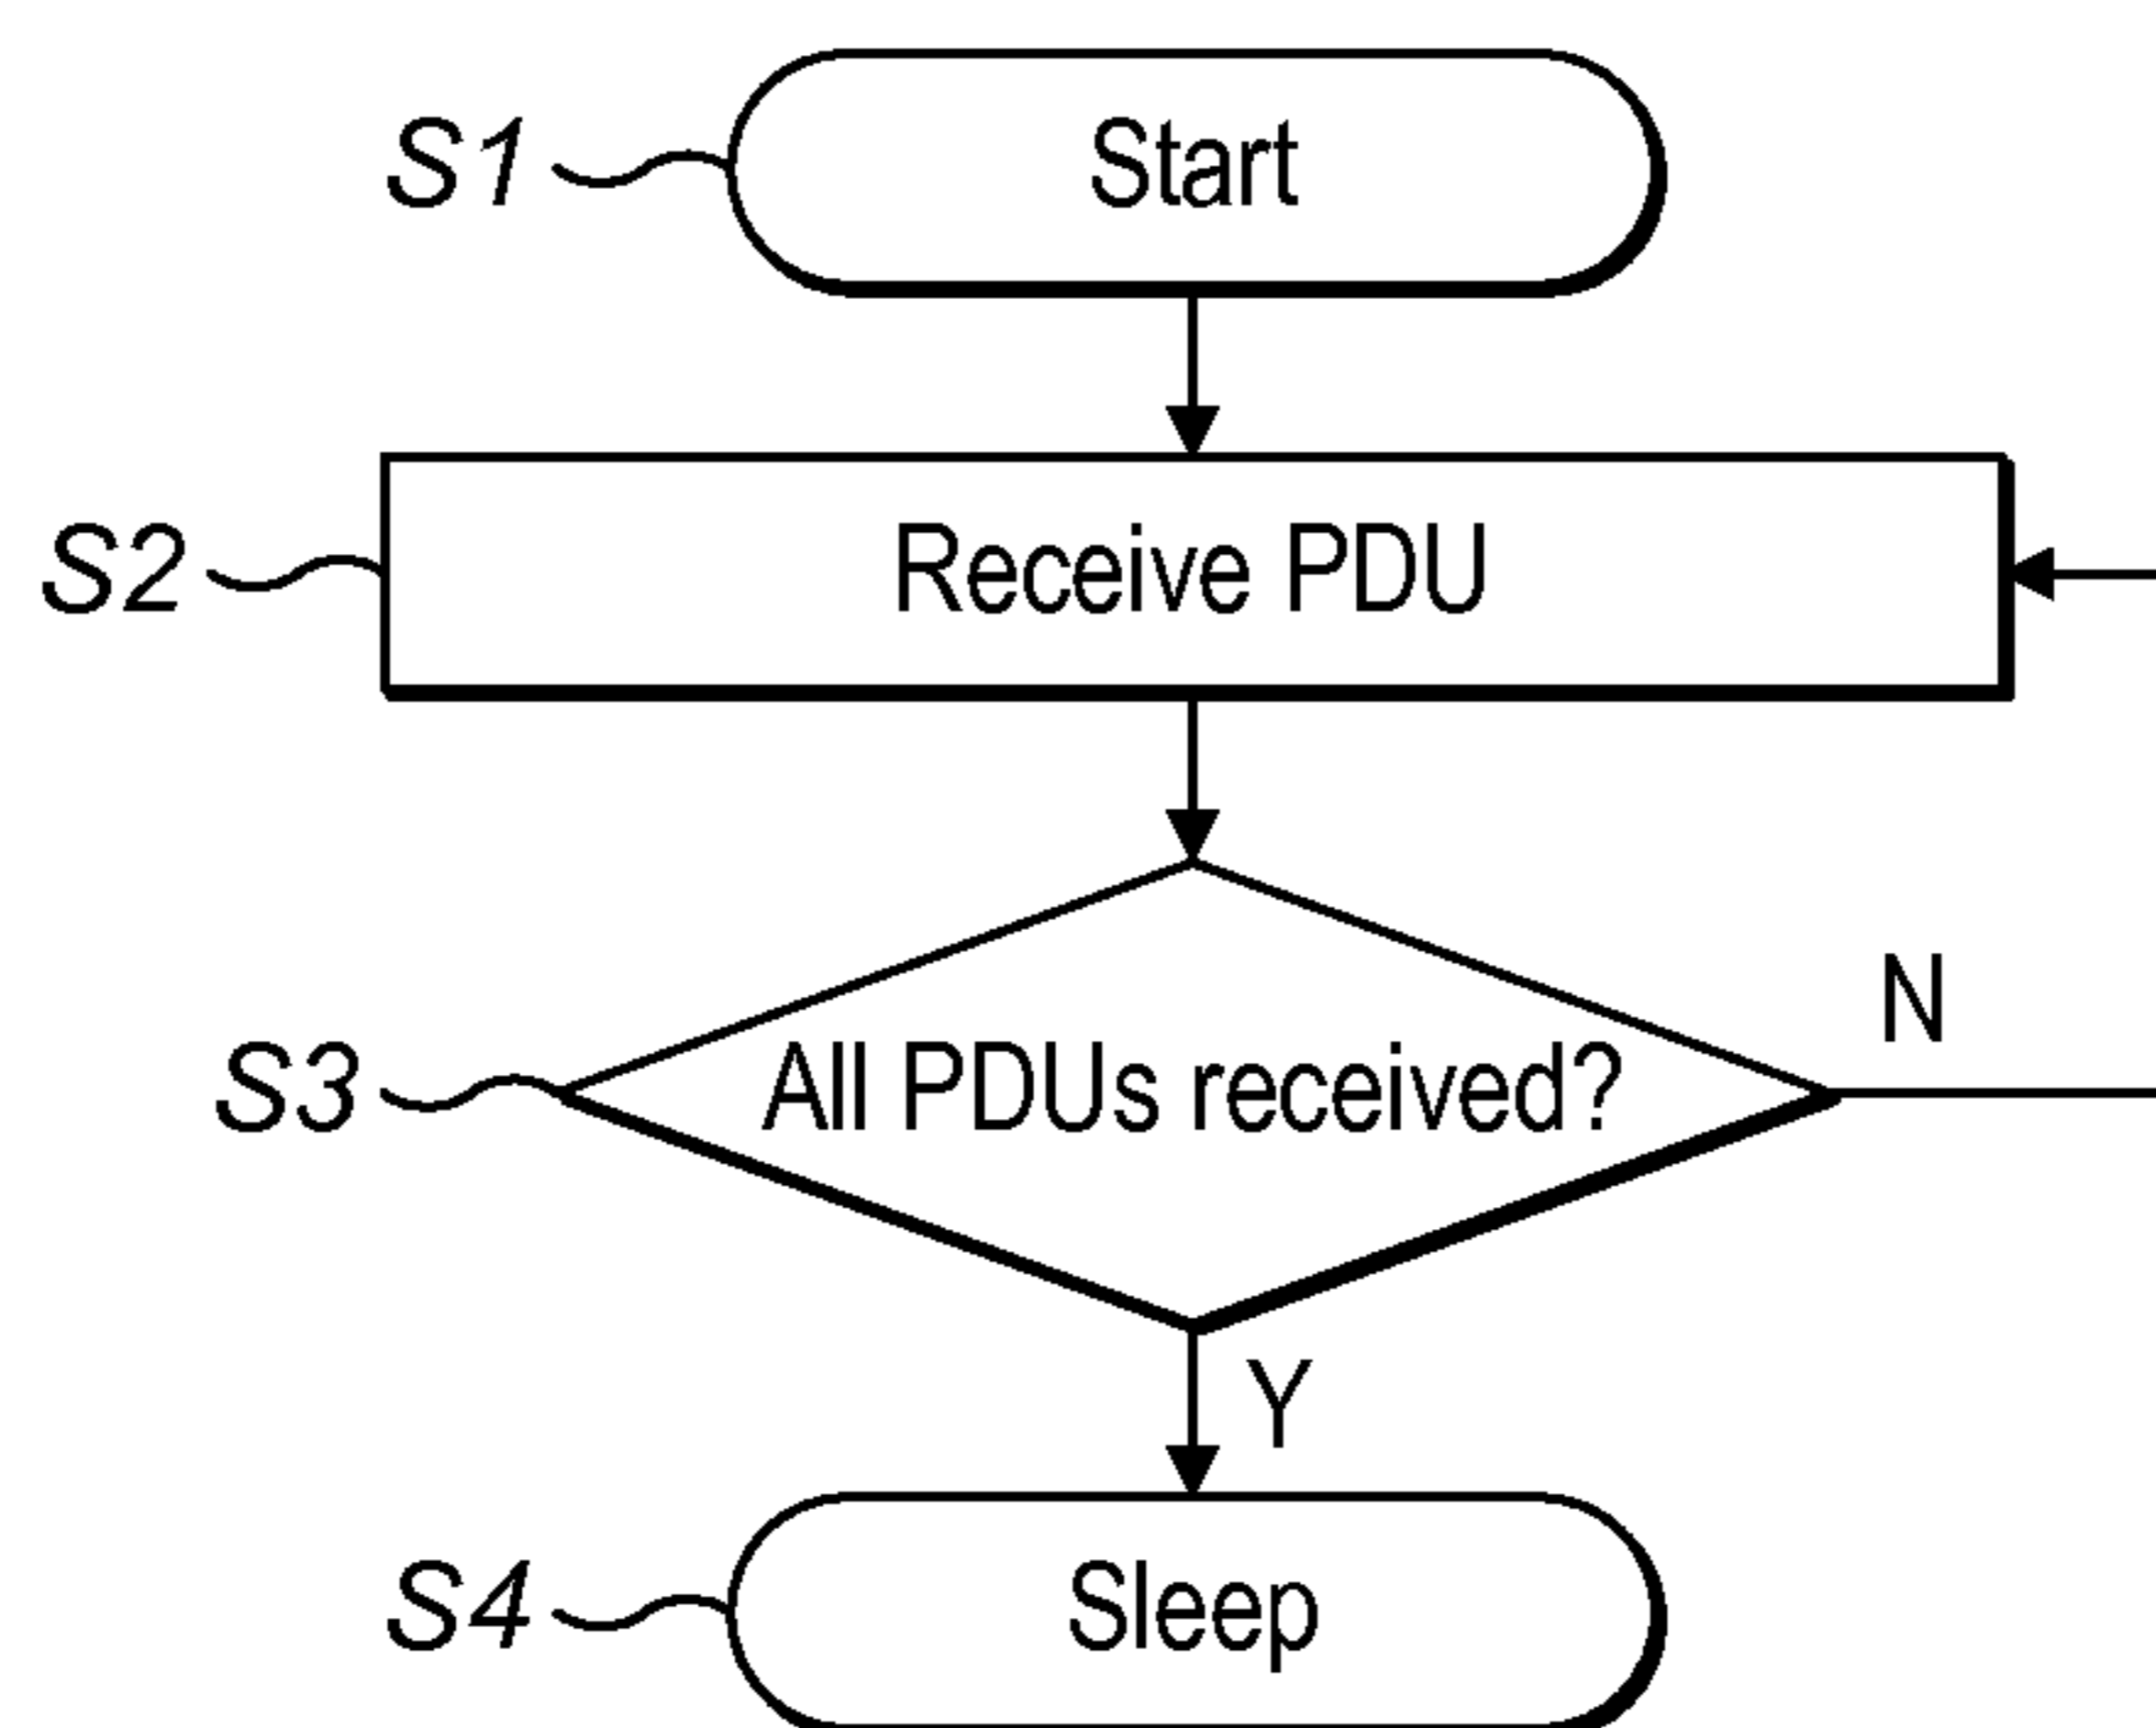 S1 Start
S2 Receive PDU
N
S3 All PDUs received?
Y
S4 Sleep